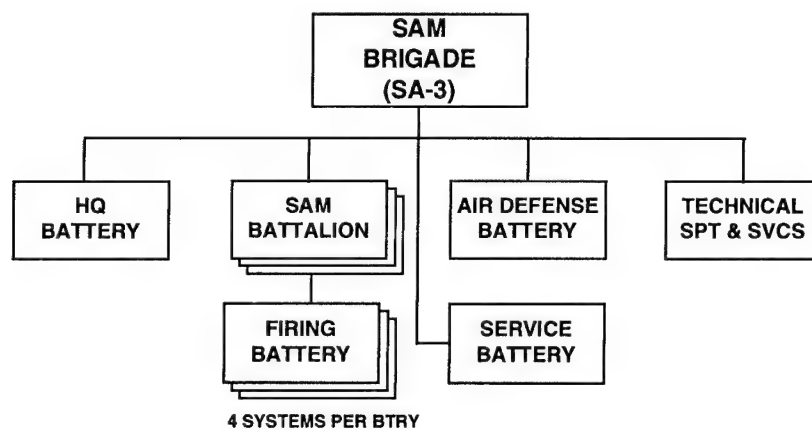 SAM
BRIGADE
(SA-3)
HQ
BATTERY
SAM
BATTALION
AIR DEFENSE
BATTERY
TECHNICAL
SPT & SVCS
FIRING
BATTERY
SERVICE
BATTERY
4 SYSTEMS PER BTRY